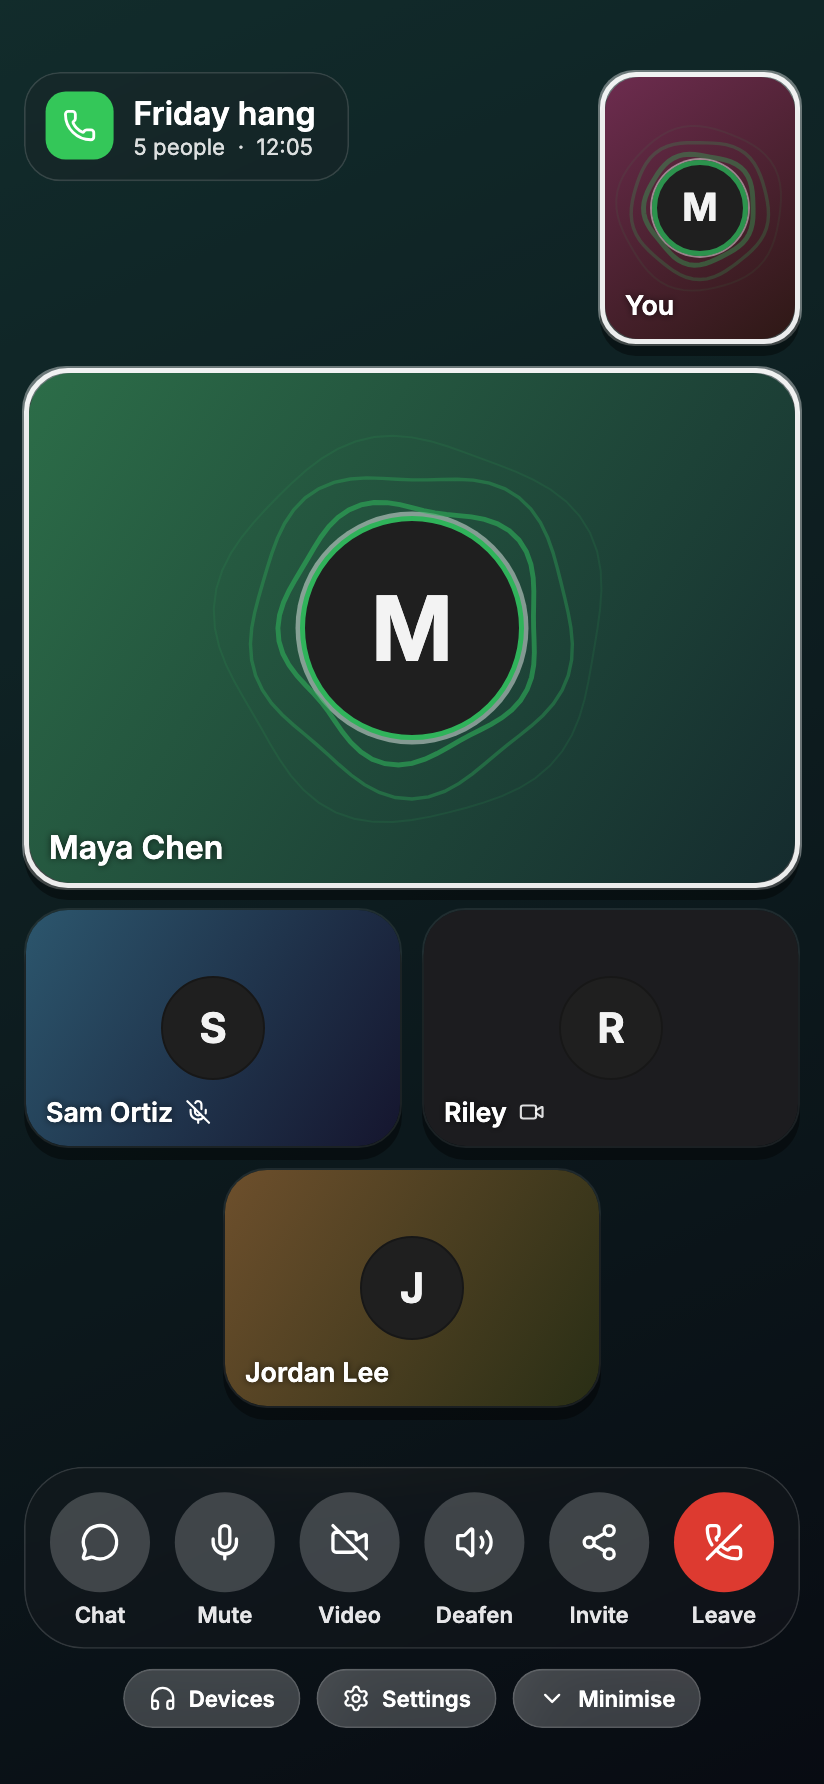 Friday hang
5 people · 12:05
M
You
M
Maya Chen
S
Sam Ortiz
R
Riley
J
Jordan Lee
Chat Mute Video Deafen Invite Leave
Devices Settings Minimise